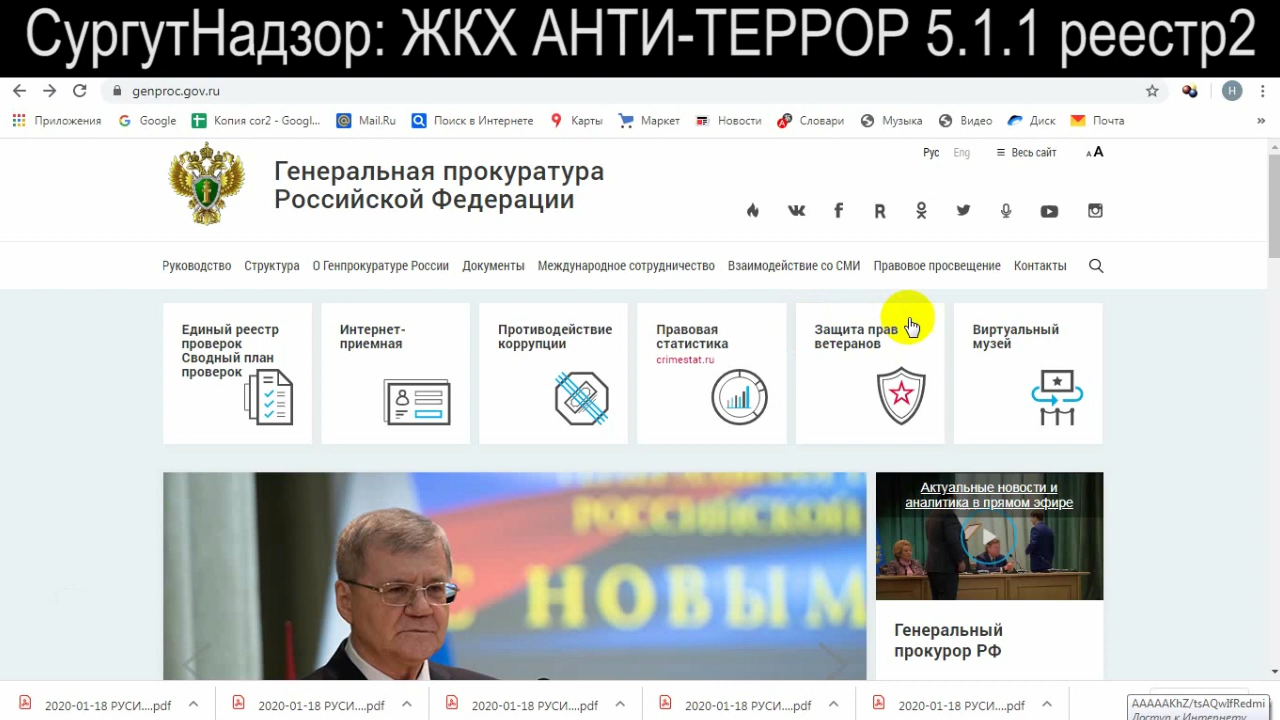 СургутНадзор: ЖКХ АНТИ-ТЕРРОР 5.1.1 реестр2
genproc.gov.ru
H
Приложения Google Копия cor2 - Googl... Mail.Ru Поиск в Интернете Карты Маркет Новости Словари Музыка Видео Диск Почта »
Рус Eng Весь сайт A A
Генеральная прокуратура
Российской Федерации
Руководство Структура О Генпрокуратуре России Документы Международное сотрудничество Взаимодействие со СМИ Правовое просвещение Контакты
Единый реестр
проверок
Сводный план
проверок
Интернет-
приемная
Противодействие
коррупции
Правовая
статистика
crimestat.ru
Защита прав
ветеранов
Виртуальный
музей
РОССИЙСКОЙ
С НОВЫМ
Актуальные новости и
аналитика в прямом эфире
Генеральный
прокурор РФ
2020-01-18 РУСИ....pdf 2020-01-18 РУСИ....pdf 2020-01-18 РУСИ....pdf 2020-01-18 РУСИ....pdf 2020-01-18 РУСИ....pdf
AAAAAKhZ/tsAQwIfRedmi
Доступ к Интернету